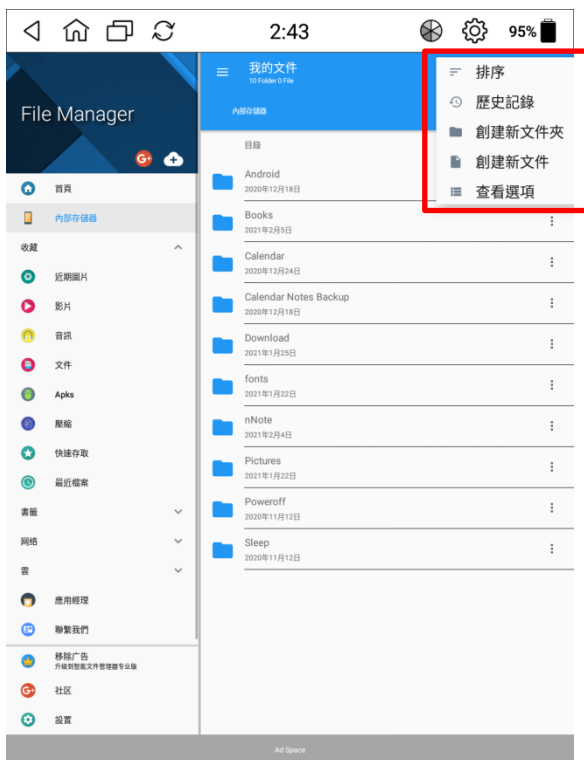 2:43
95%
File Manager
G+
首頁
內部存儲器
收藏
近期圖片
影片
音訊
文件
Apks
壓縮
快速存取
最近檔案
書籤
网络
雲
應用經理
聯繫我們
移除广告
升級到智能文件管理器专业版
G+
社区
設置
我的文件
10 Folder 0 File
內部存儲器
目錄
Android
2020年12月18日
Books
2021年2月5日
Calendar
2020年12月24日
Calendar Notes Backup
2020年12月18日
Download
2021年1月25日
fonts
2021年1月22日
nNote
2021年2月4日
Pictures
2021年1月22日
Poweroff
2020年11月12日
Sleep
2020年11月12日
排序
歷史記錄
創建新文件夾
創建新文件
查看選項
Ad Space